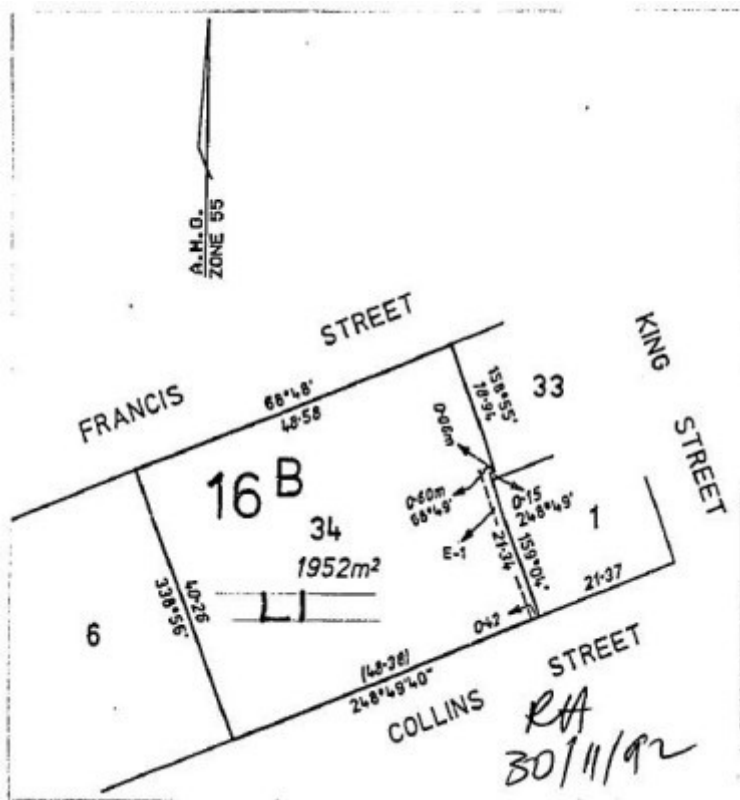 A.M.G.
ZONE 55
FRANCIS STREET
KING STREET
68°48'
48·58
158°55'
18·94
33
0·06m
16 B
0·60m
68°49'
0·15
248°49'
34
1952m²
E-1
21·34
159°04'
1
40·26
338°56'
6
L I
0·42
21·37
(48·38)
248°49'40"
COLLINS STREET
RA
30/11/92